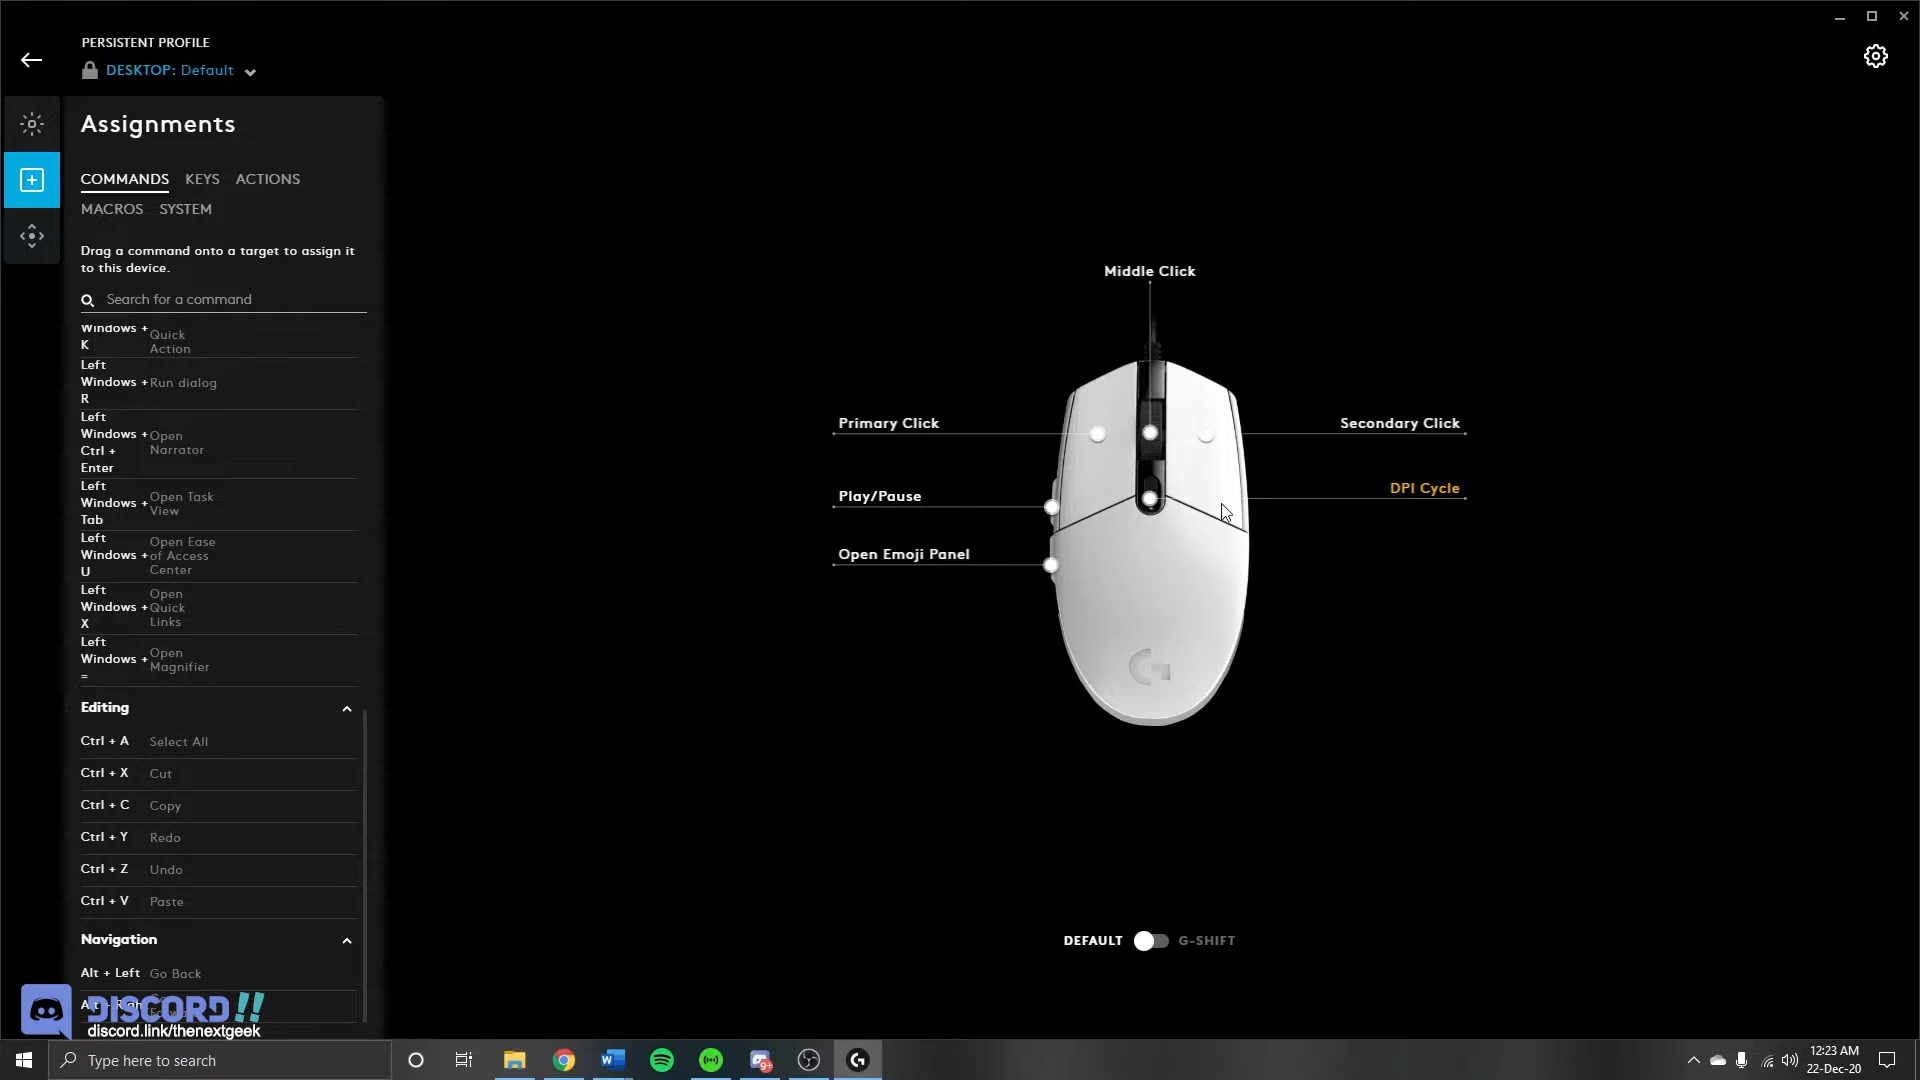 PERSISTENT PROFILE
DESKTOP: Default
Assignments
COMMANDS KEYS ACTIONS
MACROS SYSTEM
Drag a command onto a target to assign it
to this device.
Search for a command
Windows +
K
Quick
Action
Left
Windows +
R
Run dialog
Left
Windows +
Ctrl +
Enter
Open
Narrator
Left
Windows +
Tab
Open Task
View
Left
Windows +
U
Open Ease
of Access
Center
Left
Windows +
X
Open
Quick
Links
Left
Windows +
=
Open
Magnifier
Editing
Ctrl + A Select All
Ctrl + X Cut
Ctrl + C Copy
Ctrl + Y Redo
Ctrl + Z Undo
Ctrl + V Paste
Navigation
Alt + Left Go Back
DISCORD!!
discord.link/thenextgeek
Middle Click
Primary Click
Secondary Click
Play/Pause
DPI Cycle
Open Emoji Panel
DEFAULT G-SHIFT
Type here to search
9+
12:23 AM
22-Dec-20